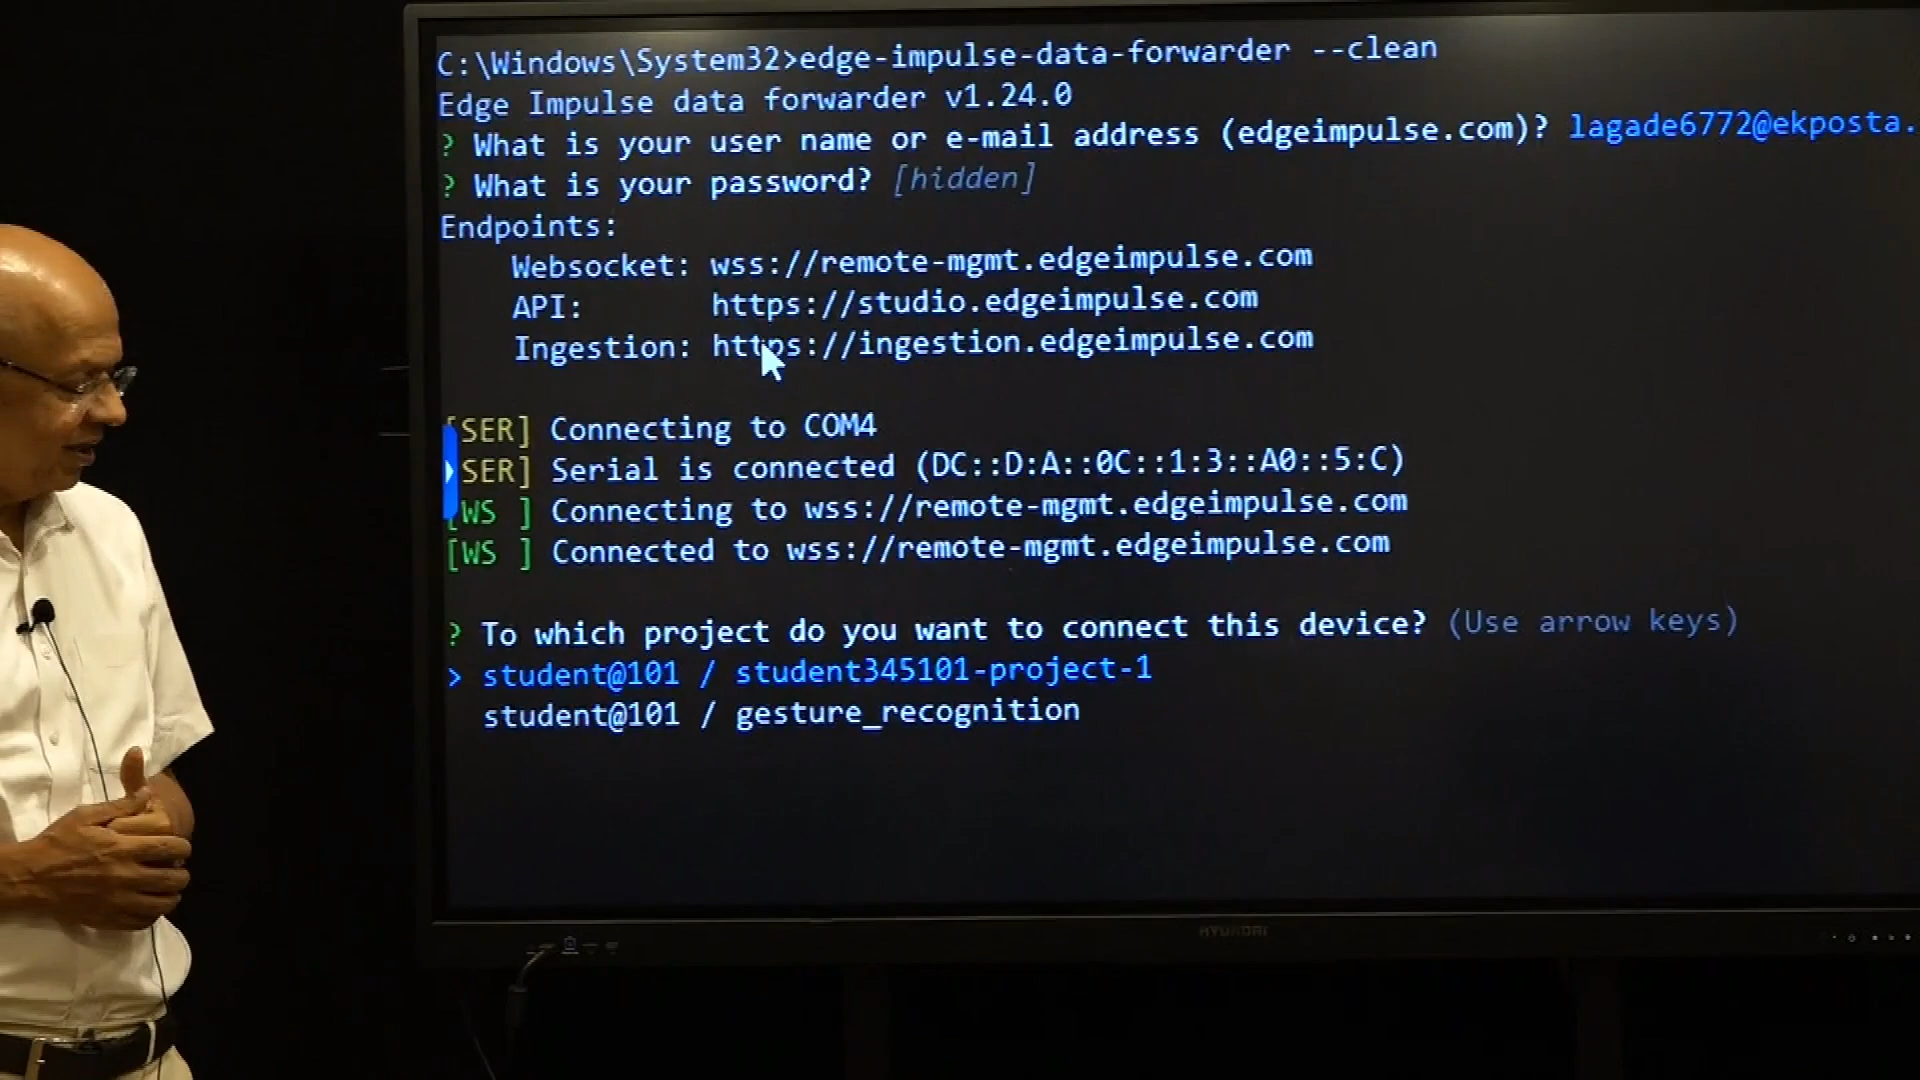 C:\Windows\System32>edge-impulse-data-forwarder --clean
Edge Impulse data forwarder v1.24.0
? What is your user name or e-mail address (edgeimpulse.com)? lagade6772@ekposta.
? What is your password? [hidden]
Endpoints:
Websocket: wss://remote-mgmt.edgeimpulse.com
API: https://studio.edgeimpulse.com
Ingestion: https://ingestion.edgeimpulse.com
[SER] Connecting to COM4
SER] Serial is connected (DC::D:A::0C::1:3::A0::5:C)
[WS ] Connecting to wss://remote-mgmt.edgeimpulse.com
[WS ] Connected to wss://remote-mgmt.edgeimpulse.com
? To which project do you want to connect this device? (Use arrow keys)
> student@101 / student345101-project-1
student@101 / gesture_recognition
HYUNDAI